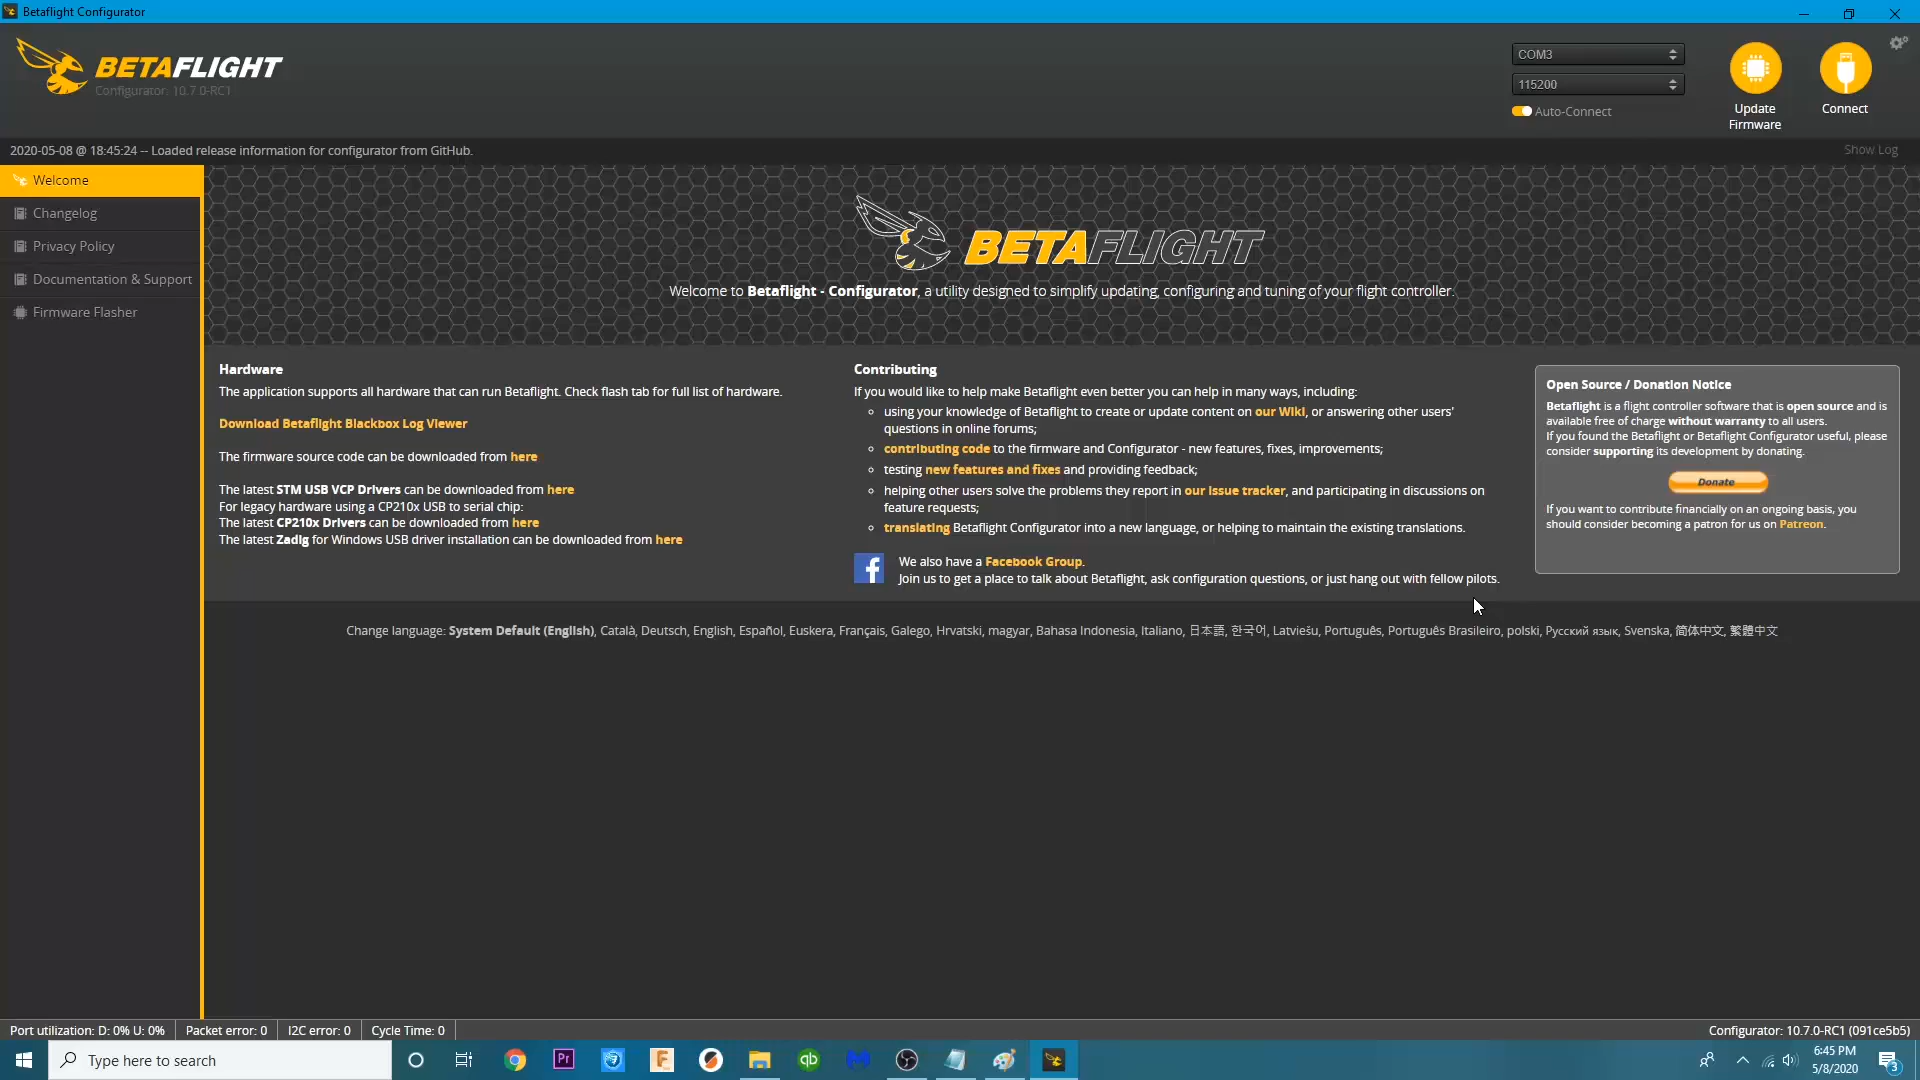 Betaflight Configurator
BETAFLIGHT
Configurator: 10.7.0-RC1
COM3
115200
Auto-Connect
Update
Firmware
Connect
2020-05-08 @ 18:45:24 -- Loaded release information for configurator from GitHub.
Show Log
Welcome
Changelog
Privacy Policy
Documentation & Support
Firmware Flasher
BETAFLIGHT
Welcome to Betaflight - Configurator, a utility designed to simplify updating, configuring and tuning of your flight controller.
Hardware
The application supports all hardware that can run Betaflight. Check flash tab for full list of hardware.
Download Betaflight Blackbox Log Viewer
The firmware source code can be downloaded from here
The latest STM USB VCP Drivers can be downloaded from here
For legacy hardware using a CP210x USB to serial chip:
The latest CP210x Drivers can be downloaded from here
The latest Zadig for Windows USB driver installation can be downloaded from here
Contributing
If you would like to help make Betaflight even better you can help in many ways, including:
using your knowledge of Betaflight to create or update content on our Wiki, or answering other users'
questions in online forums;
contributing code to the firmware and Configurator - new features, fixes, improvements;
testing new features and fixes and providing feedback;
helping other users solve the problems they report in our issue tracker, and participating in discussions on
feature requests;
translating Betaflight Configurator into a new language, or helping to maintain the existing translations.
We also have a Facebook Group.
Join us to get a place to talk about Betaflight, ask configuration questions, or just hang out with fellow pilots.
Open Source / Donation Notice
Betaflight is a flight controller software that is open source and is
available free of charge without warranty to all users.
If you found the Betaflight or Betaflight Configurator useful, please
consider supporting its development by donating.
Donate
If you want to contribute financially on an ongoing basis, you
should consider becoming a patron for us on Patreon.
Change language: System Default (English), Català, Deutsch, English, Español, Euskera, Français, Galego, Hrvatski, magyar, Bahasa Indonesia, Italiano, 日本語, 한국어, Latviešu, Português, Português Brasileiro, polski, Русский язык, Svenska, 简体中文, 繁體中文
Port utilization: D: 0% U: 0%
Packet error: 0
I2C error: 0
Cycle Time: 0
Configurator: 10.7.0-RC1 (091ce5b5)
Type here to search
Pr
F
qb
6:45 PM
5/8/2020
3